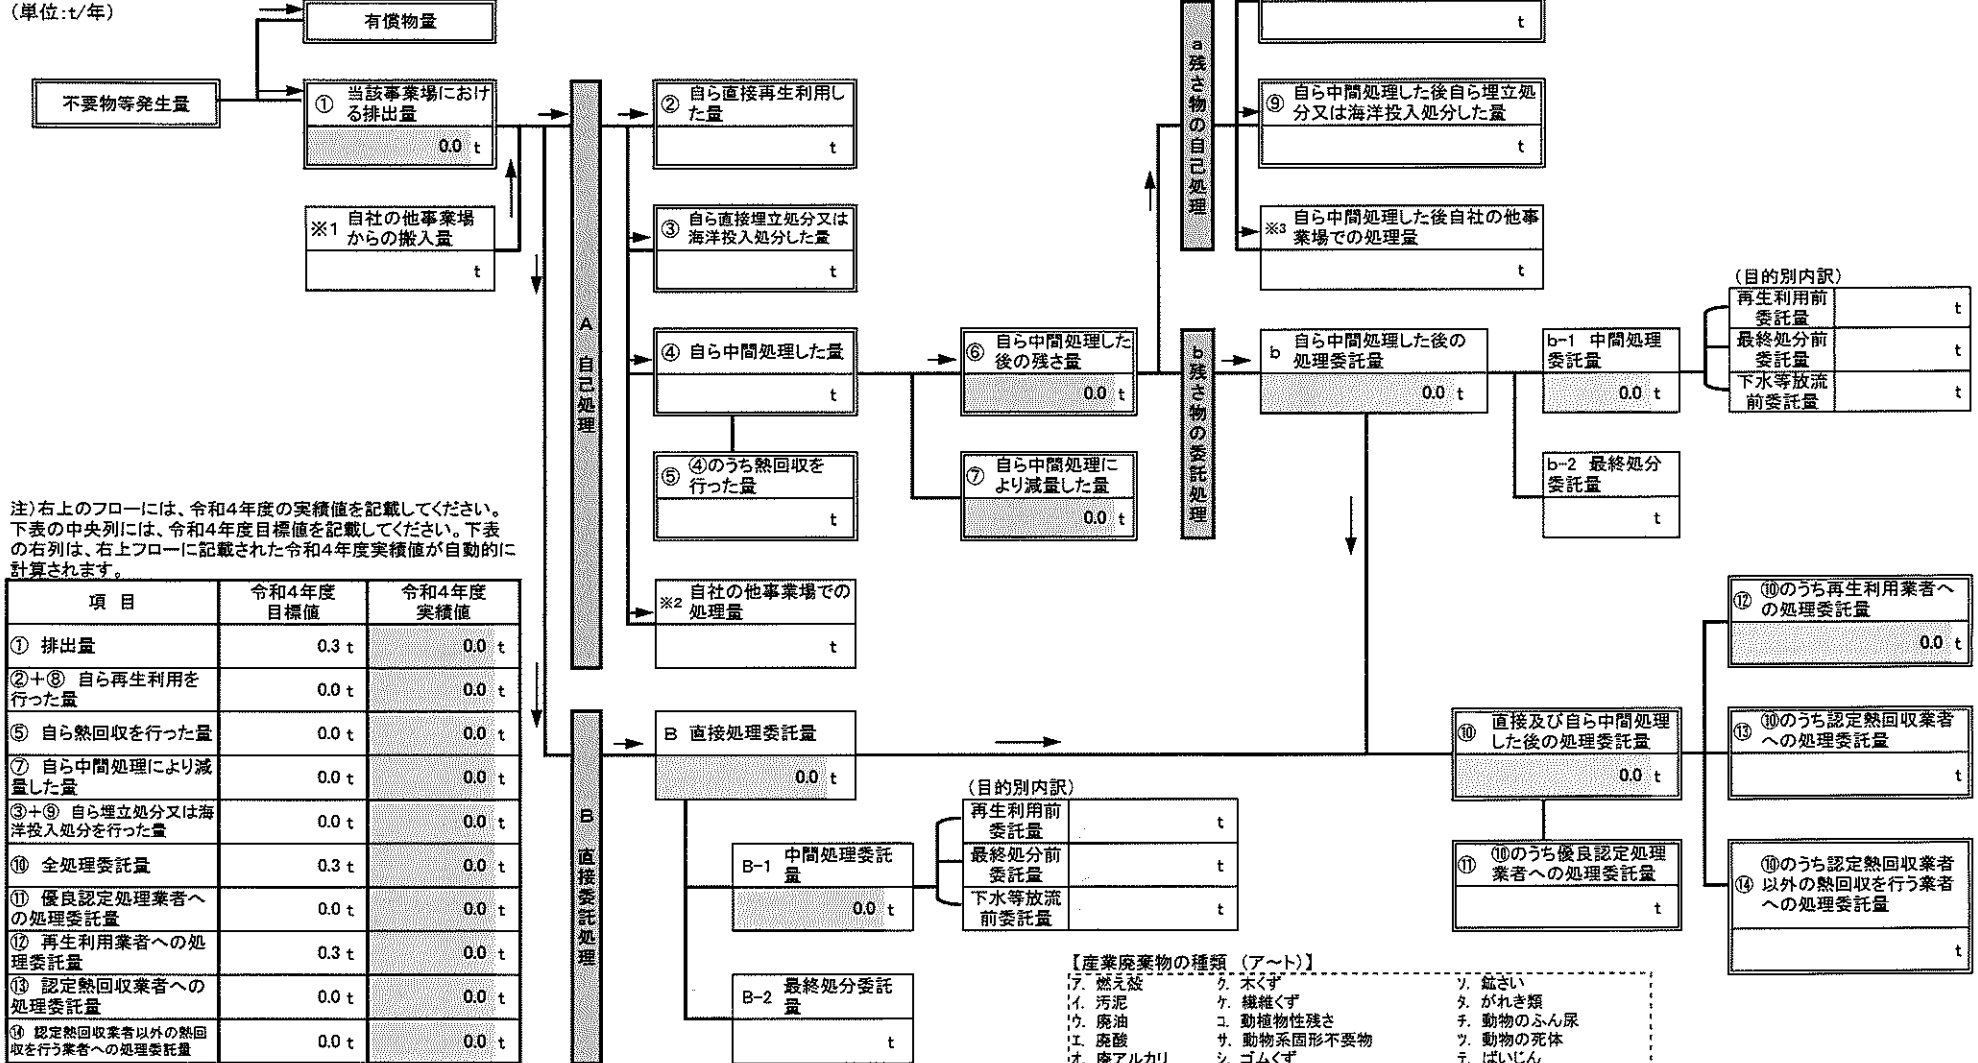 (単位:t/年)
有償物量
不要物等発生量
① 当該事業場におけ
る排出量
0.0 t
※1 自社の他事業場
からの搬入量
t
A 自己処理
② 自ら直接再生利用し
た量
t
③ 自ら直接埋立処分又は
海洋投入処分した量
t
④ 自ら中間処理した量
t
⑤ ④のうち熱回収を
行った量
t
※2 自社の他事業場での
処理量
t
⑥ 自ら中間処理した
後の残さ量
0.0 t
⑦ 自ら中間処理に
より減量した量
0.0 t
a 残さ物の自己処理
t
⑨ 自ら中間処理した後自ら埋立処
分又は海洋投入処分した量
t
※3 自ら中間処理した後自社の他事
業場での処理量
t
b 残さ物の委託処理
b 自ら中間処理した後の
処理委託量
0.0 t
b-1 中間処理
委託量
0.0 t
b-2 最終処分
委託量
t
(目的別内訳)
再生利用前
委託量 t
最終処分前
委託量 t
下水等放流
前委託量 t
注)右上のフローには、令和4年度の実績値を記載してください。
下表の中央列には、令和4年度目標値を記載してください。下表
の右列は、右上フローに記載された令和4年度実績値が自動的に
計算されます。
項 目 令和4年度
目標値 令和4年度
実績値
① 排出量 0.3 t 0.0 t
②+⑧ 自ら再生利用を
行った量 0.0 t 0.0 t
⑤ 自ら熱回収を行った量 0.0 t 0.0 t
⑦ 自ら中間処理により減
量した量 0.0 t 0.0 t
③+⑨ 自ら埋立処分又は海
洋投入処分を行った量 0.0 t 0.0 t
⑩ 全処理委託量 0.3 t 0.0 t
⑪ 優良認定処理業者へ
の処理委託量 0.0 t 0.0 t
⑫ 再生利用業者への処
理委託量 0.3 t 0.0 t
⑬ 認定熱回収業者への
処理委託量 0.0 t 0.0 t
⑭ 認定熱回収業者以外の熱回
収を行う業者への処理委託量 0.0 t 0.0 t
B 直接委託処理
B 直接処理委託量
0.0 t
B-1 中間処理委託
量
0.0 t
B-2 最終処分委託
量
t
(目的別内訳)
再生利用前
委託量 t
最終処分前
委託量 t
下水等放流
前委託量 t
⑩ 直接及び自ら中間処理
した後の処理委託量
0.0 t
⑪ ⑩のうち優良認定処理
業者への処理委託量
t
⑫ ⑩のうち再生利用業者へ
の処理委託量
0.0 t
⑬ ⑩のうち認定熱回収業者
への処理委託量
t
⑭ ⑩のうち認定熱回収業者
以外の熱回収を行う業者
への処理委託量
t
【産業廃棄物の種類 (ア~ト)】
ア. 燃え殻 ク. 木くず ソ. 鉱さい
イ. 汚泥 ケ. 繊維くず タ. がれき類
ウ. 廃油 コ. 動植物性残さ チ. 動物のふん尿
エ. 廃酸 サ. 動物系固形不要物 ツ. 動物の死体
オ. 廃アルカリ シ. ゴムくず テ. ばいじん